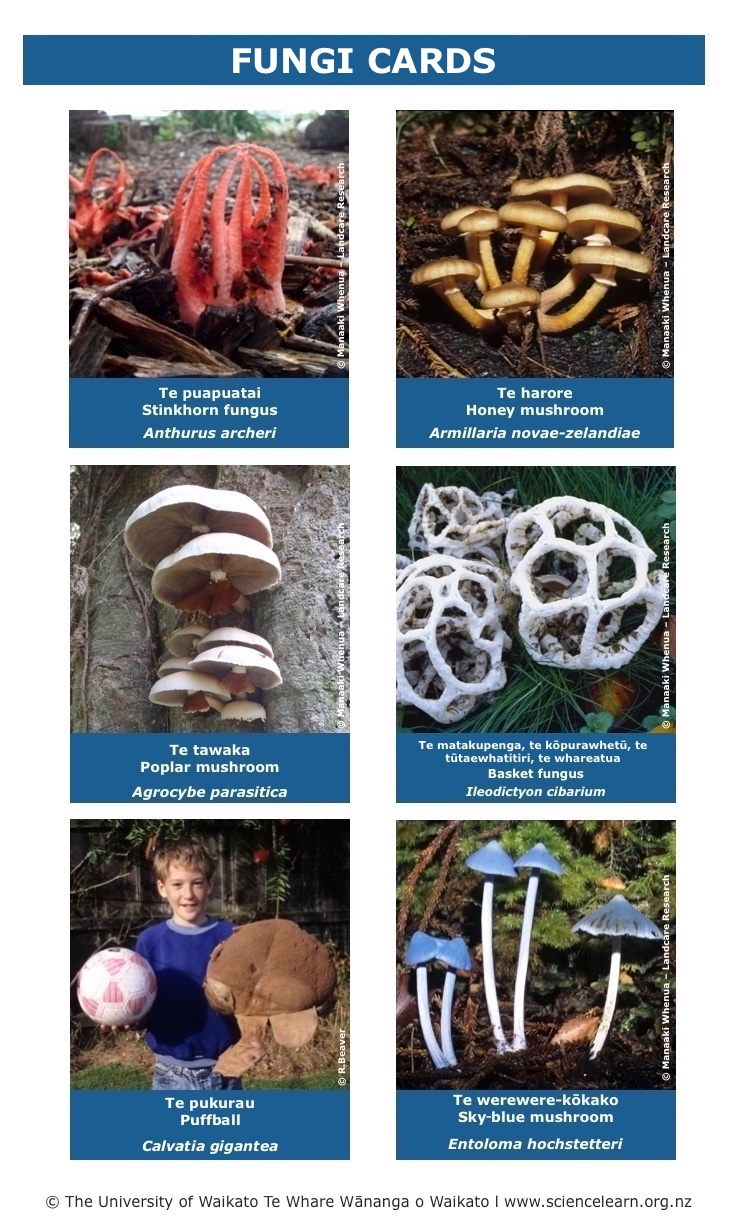 FUNGI CARDS
© Manaaki Whenua – Landcare Research
Te puapuatai
Stinkhorn fungus
Anthurus archeri
© Manaaki Whenua – Landcare Research
Te harore
Honey mushroom
Armillaria novae-zelandiae
© Manaaki Whenua – Landcare Research
Te tawaka
Poplar mushroom
Agrocybe parasitica
© Manaaki Whenua – Landcare Research
Te matakupenga, te kōpurawhetū, te
tūtaewhatitiri, te whareatua
Basket fungus
Ileodictyon cibarium
© R.Beaver
Te pukurau
Puffball
Calvatia gigantea
© Manaaki Whenua – Landcare Research
Te werewere-kōkako
Sky-blue mushroom
Entoloma hochstetteri
© The University of Waikato Te Whare Wānanga o Waikato l www.sciencelearn.org.nz